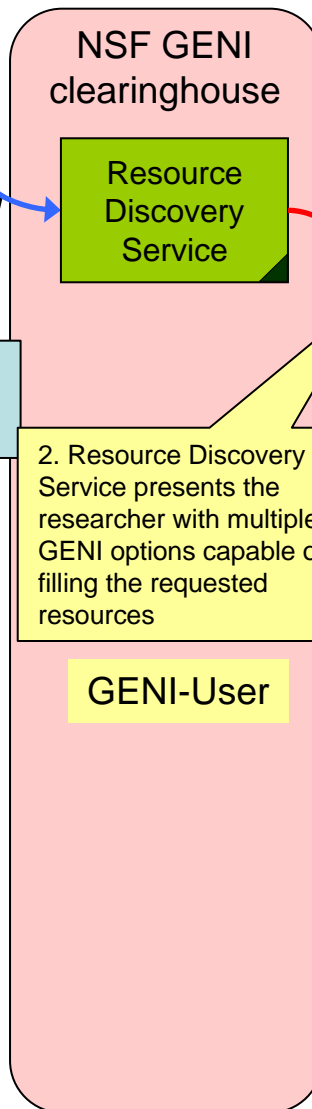 NSF GENI
clearinghouse
Resource
Discovery
Service
2. Resource Discovery
Service presents the
researcher with multiple
GENI options capable o
filling the requested
resources
GENI-User